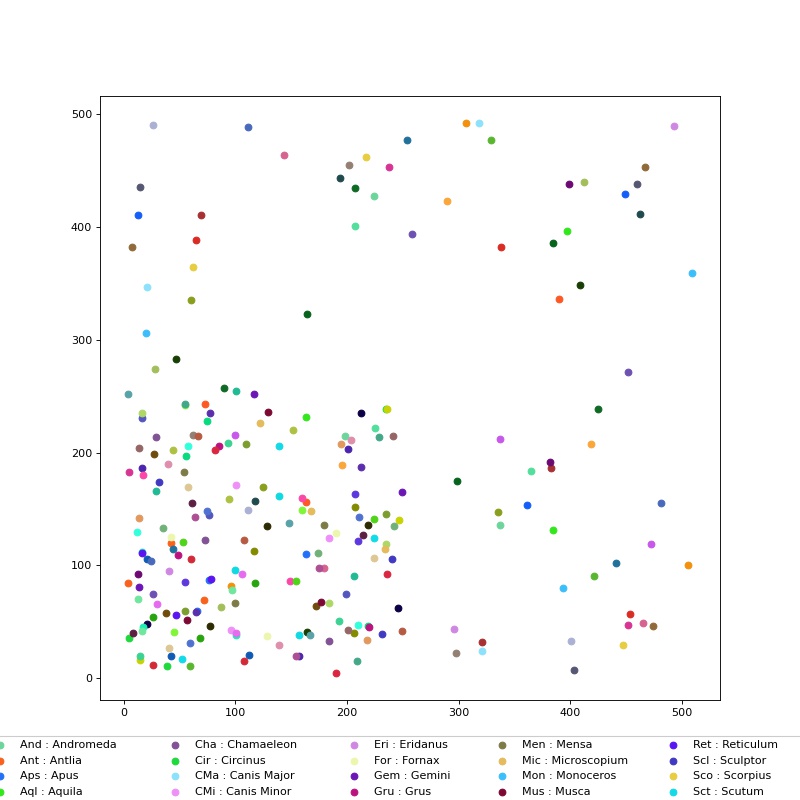 500
400
300
200
100
0
0 100 200 300 400 500
And : Andromeda Cha : Chamaeleon Eri : Eridanus Men : Mensa Ret : Reticulum
Ant : Antlia Cir : Circinus For : Fornax Mic : Microscopium Scl : Sculptor
Aps : Apus CMa : Canis Major Gem : Gemini Mon : Monoceros Sco : Scorpius
Aql : Aquila CMi : Canis Minor Gru : Grus Mus : Musca Sct : Scutum